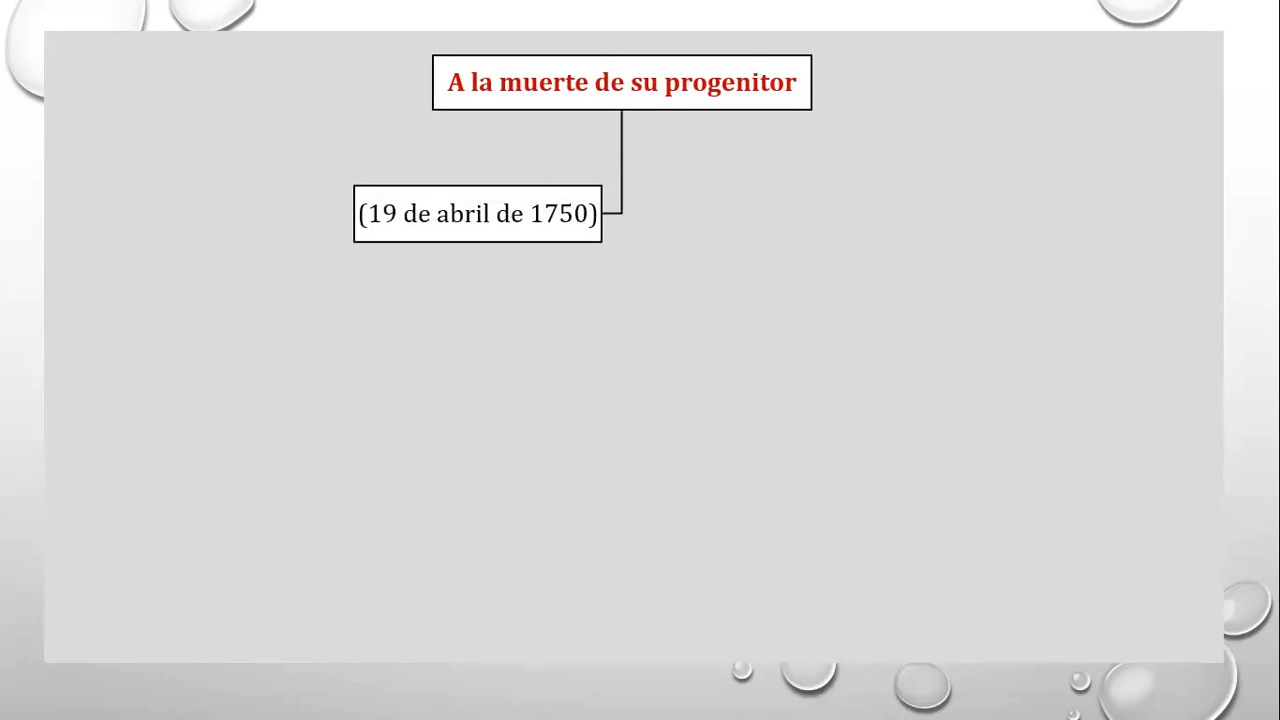 A la muerte de su progenitor
(19 de abril de 1750)